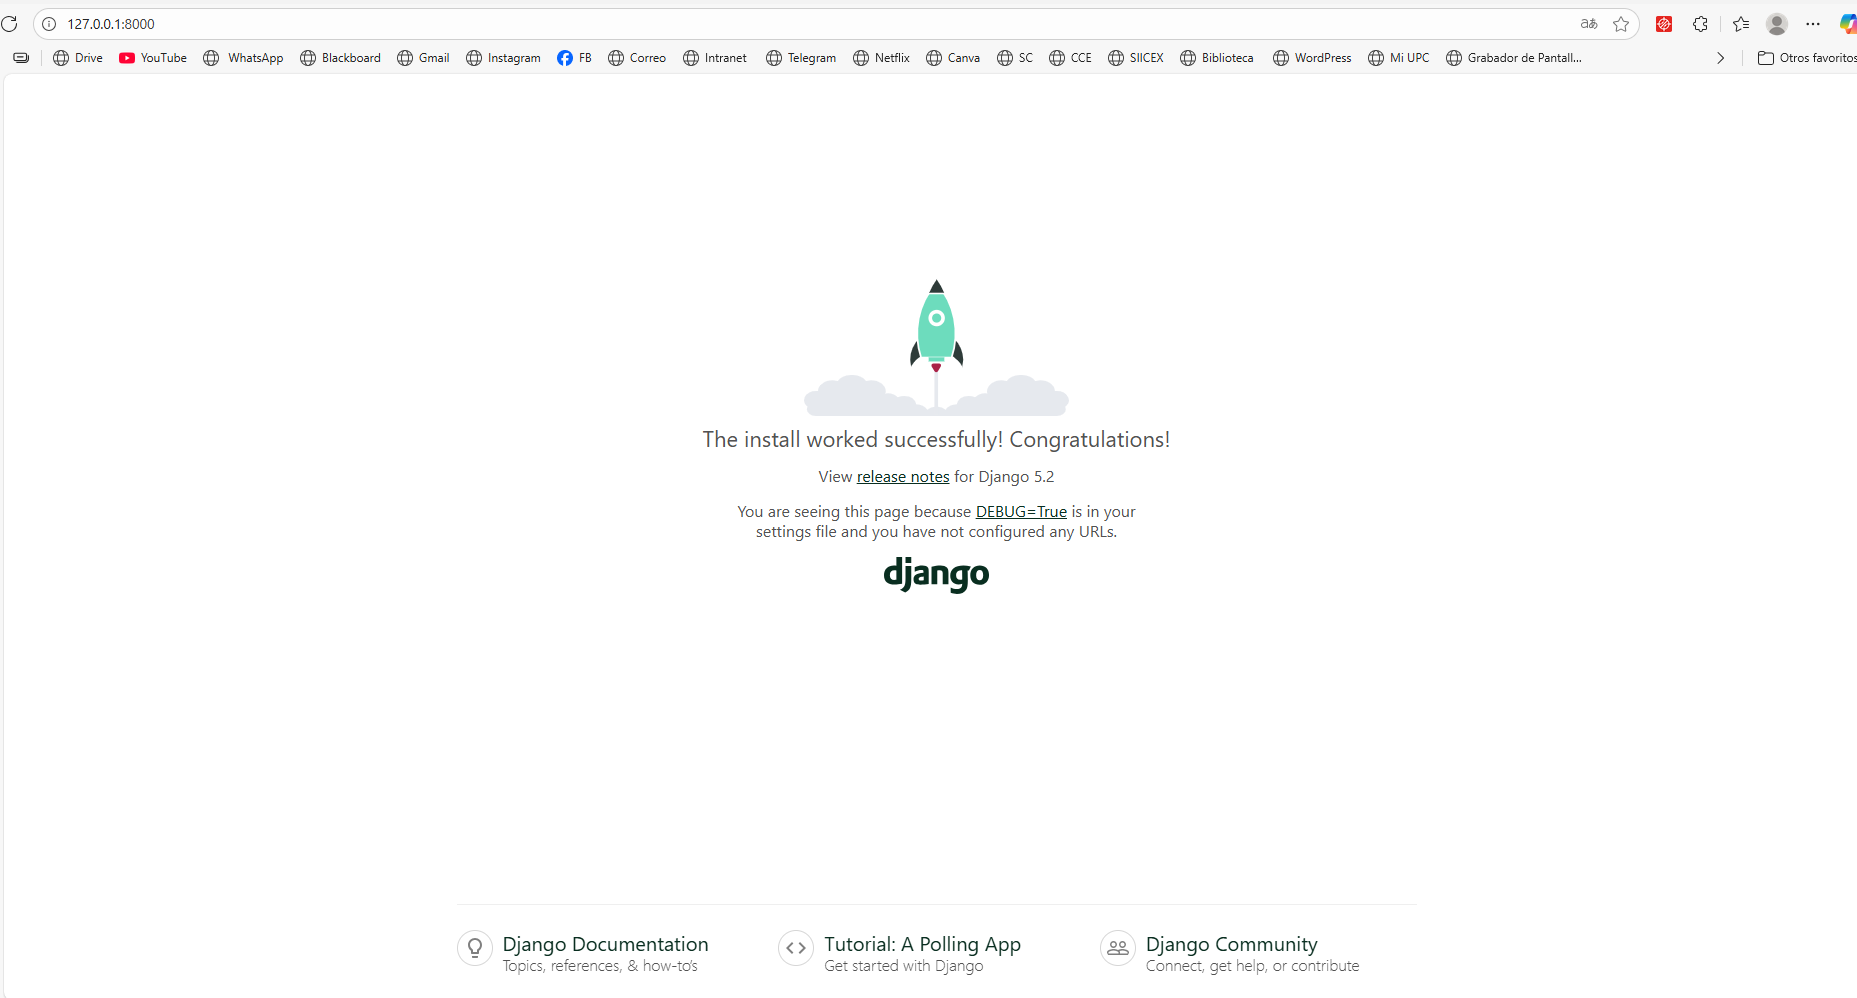 127.0.0.1:8000
Drive YouTube WhatsApp Blackboard Gmail Instagram FB Correo Intranet Telegram Netflix Canva SC CCE SIICEX Biblioteca WordPress Mi UPC Grabador de Pantall... Otros favoritos
The install worked successfully! Congratulations!
View release notes for Django 5.2
You are seeing this page because DEBUG=True is in your
settings file and you have not configured any URLs.
django
Django Documentation
Topics, references, & how-to's
Tutorial: A Polling App
Get started with Django
Django Community
Connect, get help, or contribute